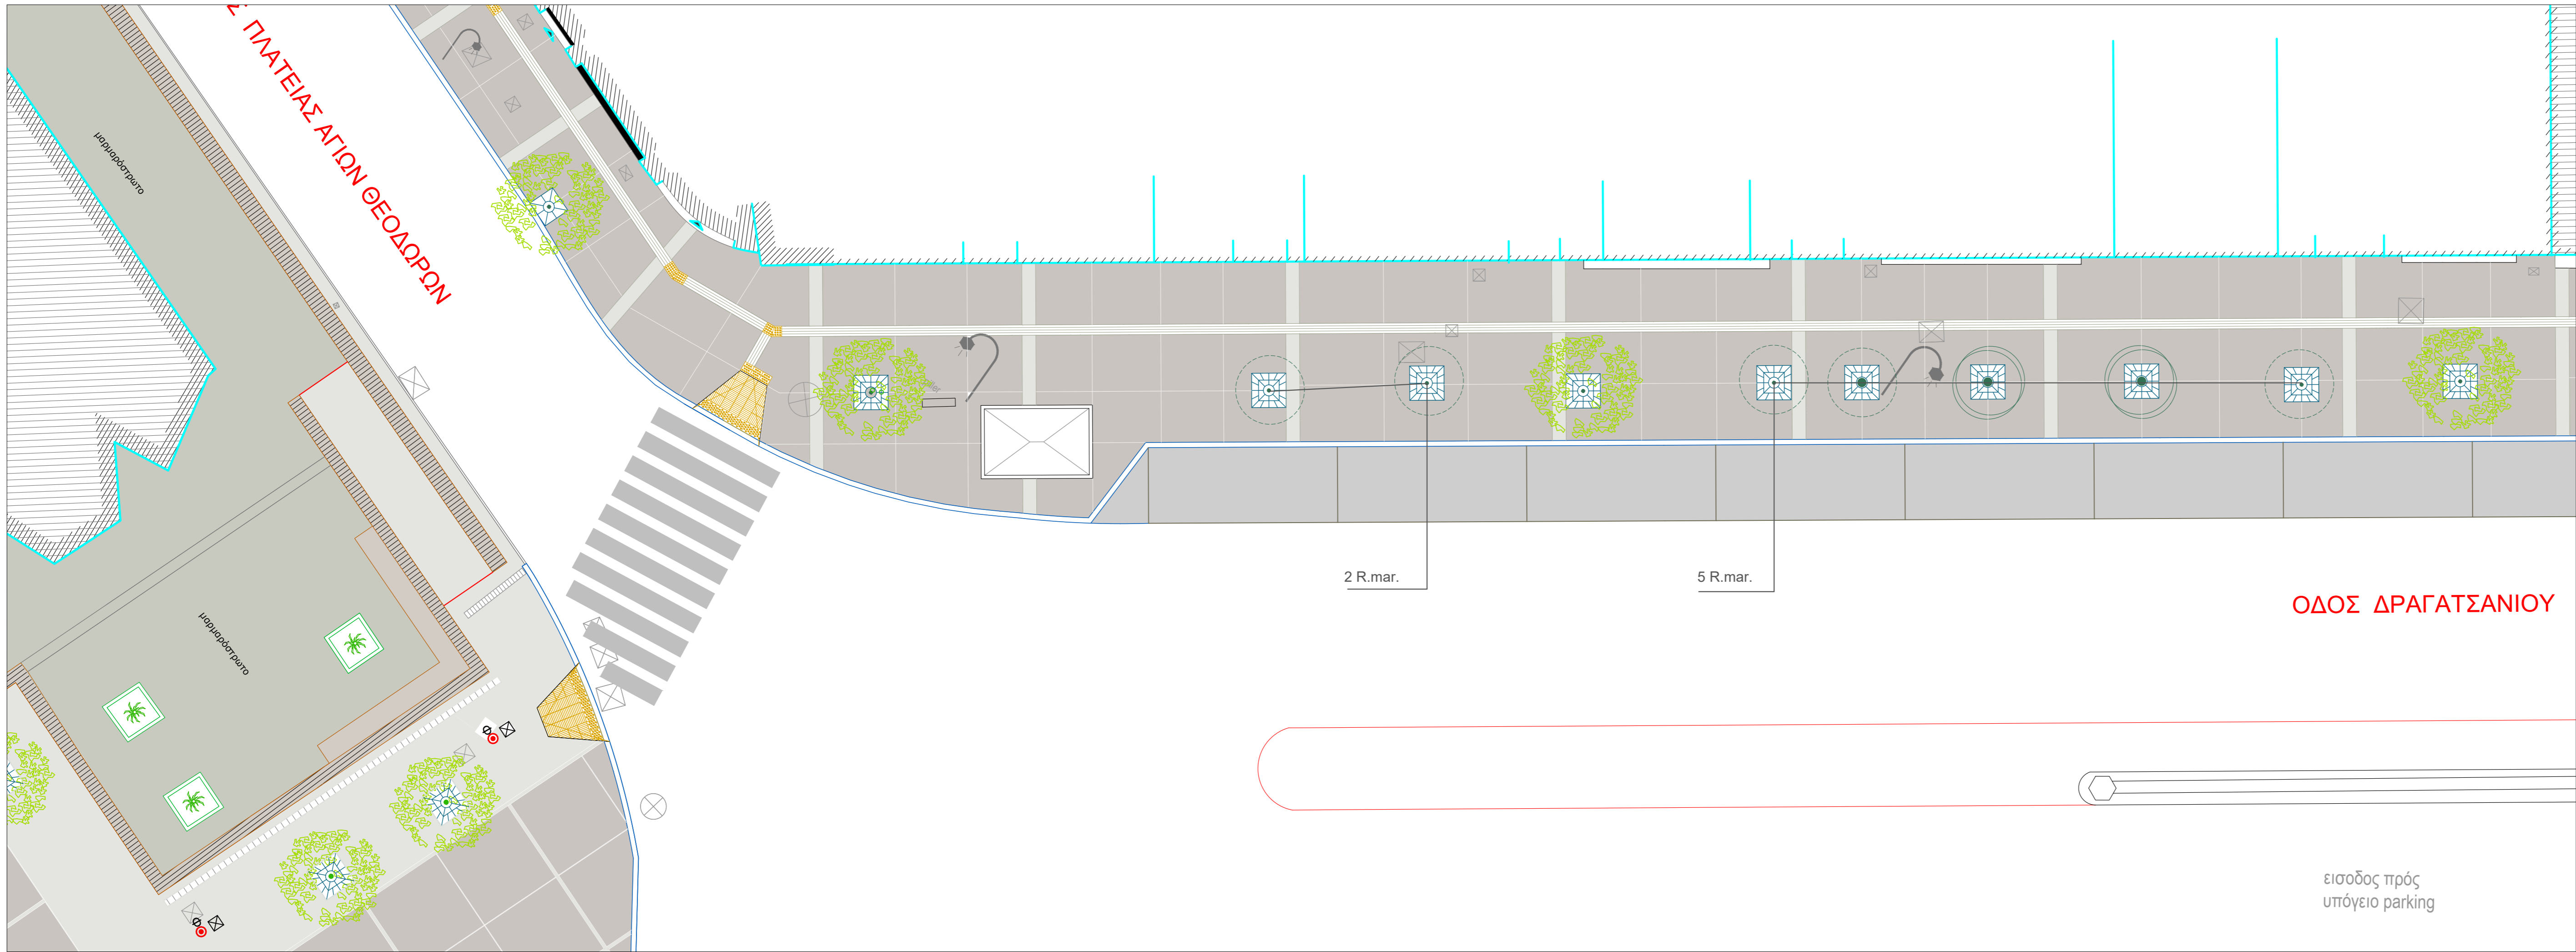 Σ ΠΛΑΤΕΙΑΣ ΑΓΙΩΝ ΘΕΟΔΩΡΩΝ
μαρμαρόστρωτο
μαρμαρόστρωτο
2 R.mar.
5 R.mar.
ΟΔΟΣ ΔΡΑΓΑΤΣΑΝΙΟΥ
εισοδος πρός
υπόγειο parking